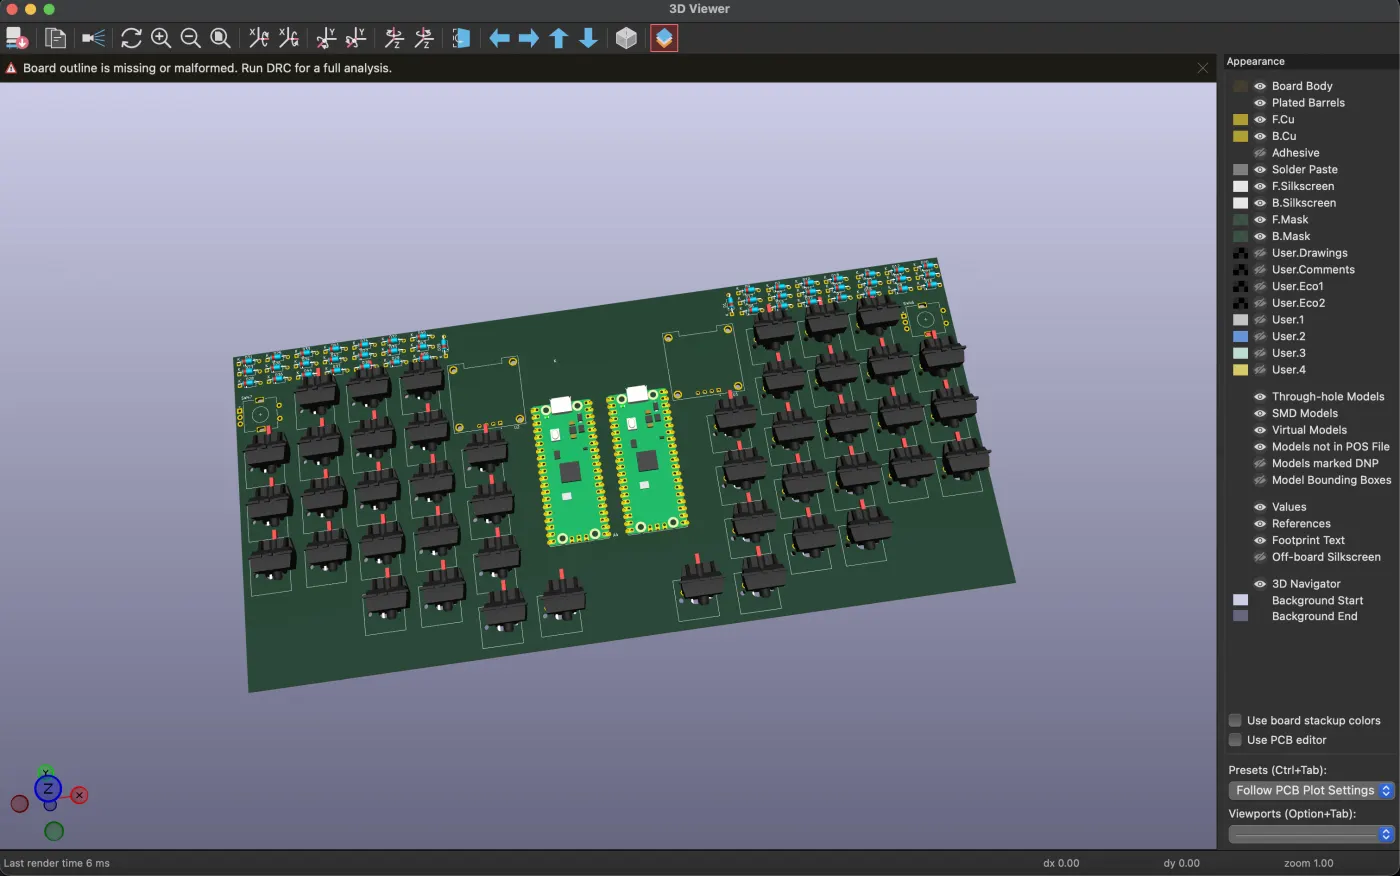 3D Viewer
Board outline is missing or malformed. Run DRC for a full analysis.
Appearance
Board Body
Plated Barrels
F.Cu
B.Cu
Adhesive
Solder Paste
F.Silkscreen
B.Silkscreen
F.Mask
B.Mask
User.Drawings
User.Comments
User.Eco1
User.Eco2
User.1
User.2
User.3
User.4
Through-hole Models
SMD Models
Virtual Models
Models not in POS File
Models marked DNP
Model Bounding Boxes
Values
References
Footprint Text
Off-board Silkscreen
3D Navigator
Background Start
Background End
Use board stackup colors
Use PCB editor
Presets (Ctrl+Tab):
Follow PCB Plot Settings
Viewports (Option+Tab):
Y
Z
X
Last render time 6 ms
dx 0.00
dy 0.00
zoom 1.00